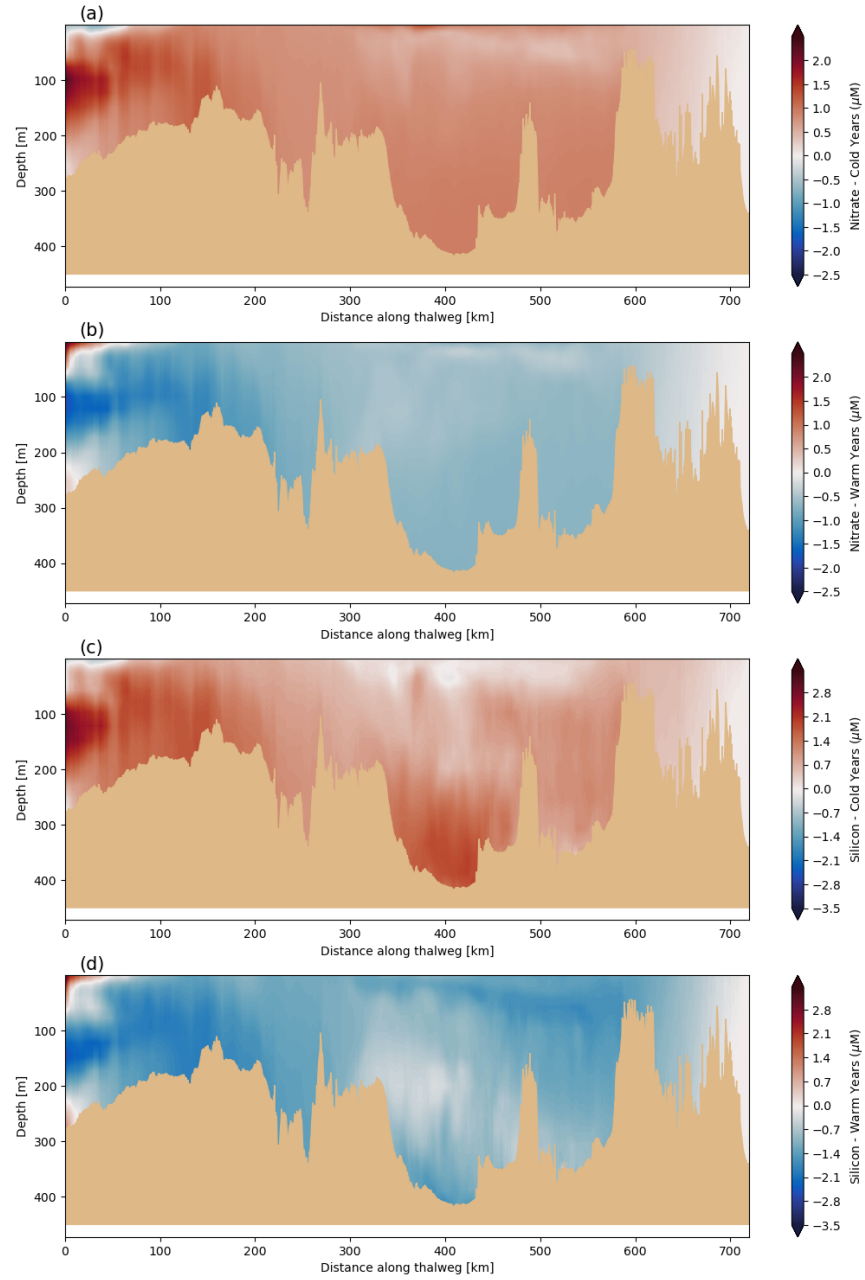 (a)
100
200
300
400
Depth [m]
0 100 200 300 400 500 600 700
Distance along thalweg [km]
2.0
1.5
1.0
0.5
0.0
−0.5
−1.0
−1.5
−2.0
−2.5
Nitrate - Cold Years (μM)
(b)
100
200
300
400
Depth [m]
0 100 200 300 400 500 600 700
Distance along thalweg [km]
2.0
1.5
1.0
0.5
0.0
−0.5
−1.0
−1.5
−2.0
−2.5
Nitrate - Warm Years (μM)
(c)
100
200
300
400
Depth [m]
0 100 200 300 400 500 600 700
Distance along thalweg [km]
2.8
2.1
1.4
0.7
0.0
−0.7
−1.4
−2.1
−2.8
−3.5
Silicon - Cold Years (μM)
(d)
100
200
300
400
Depth [m]
0 100 200 300 400 500 600 700
Distance along thalweg [km]
2.8
2.1
1.4
0.7
0.0
−0.7
−1.4
−2.1
−2.8
−3.5
Silicon - Warm Years (μM)